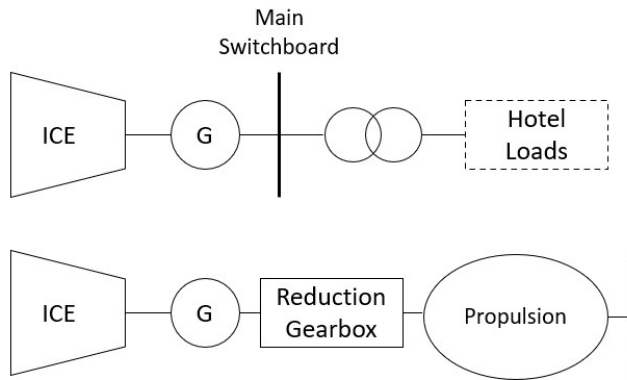 Main
Switchboard
ICE
G
Hotel
Loads
ICE
G
Reduction
Gearbox
Propulsion